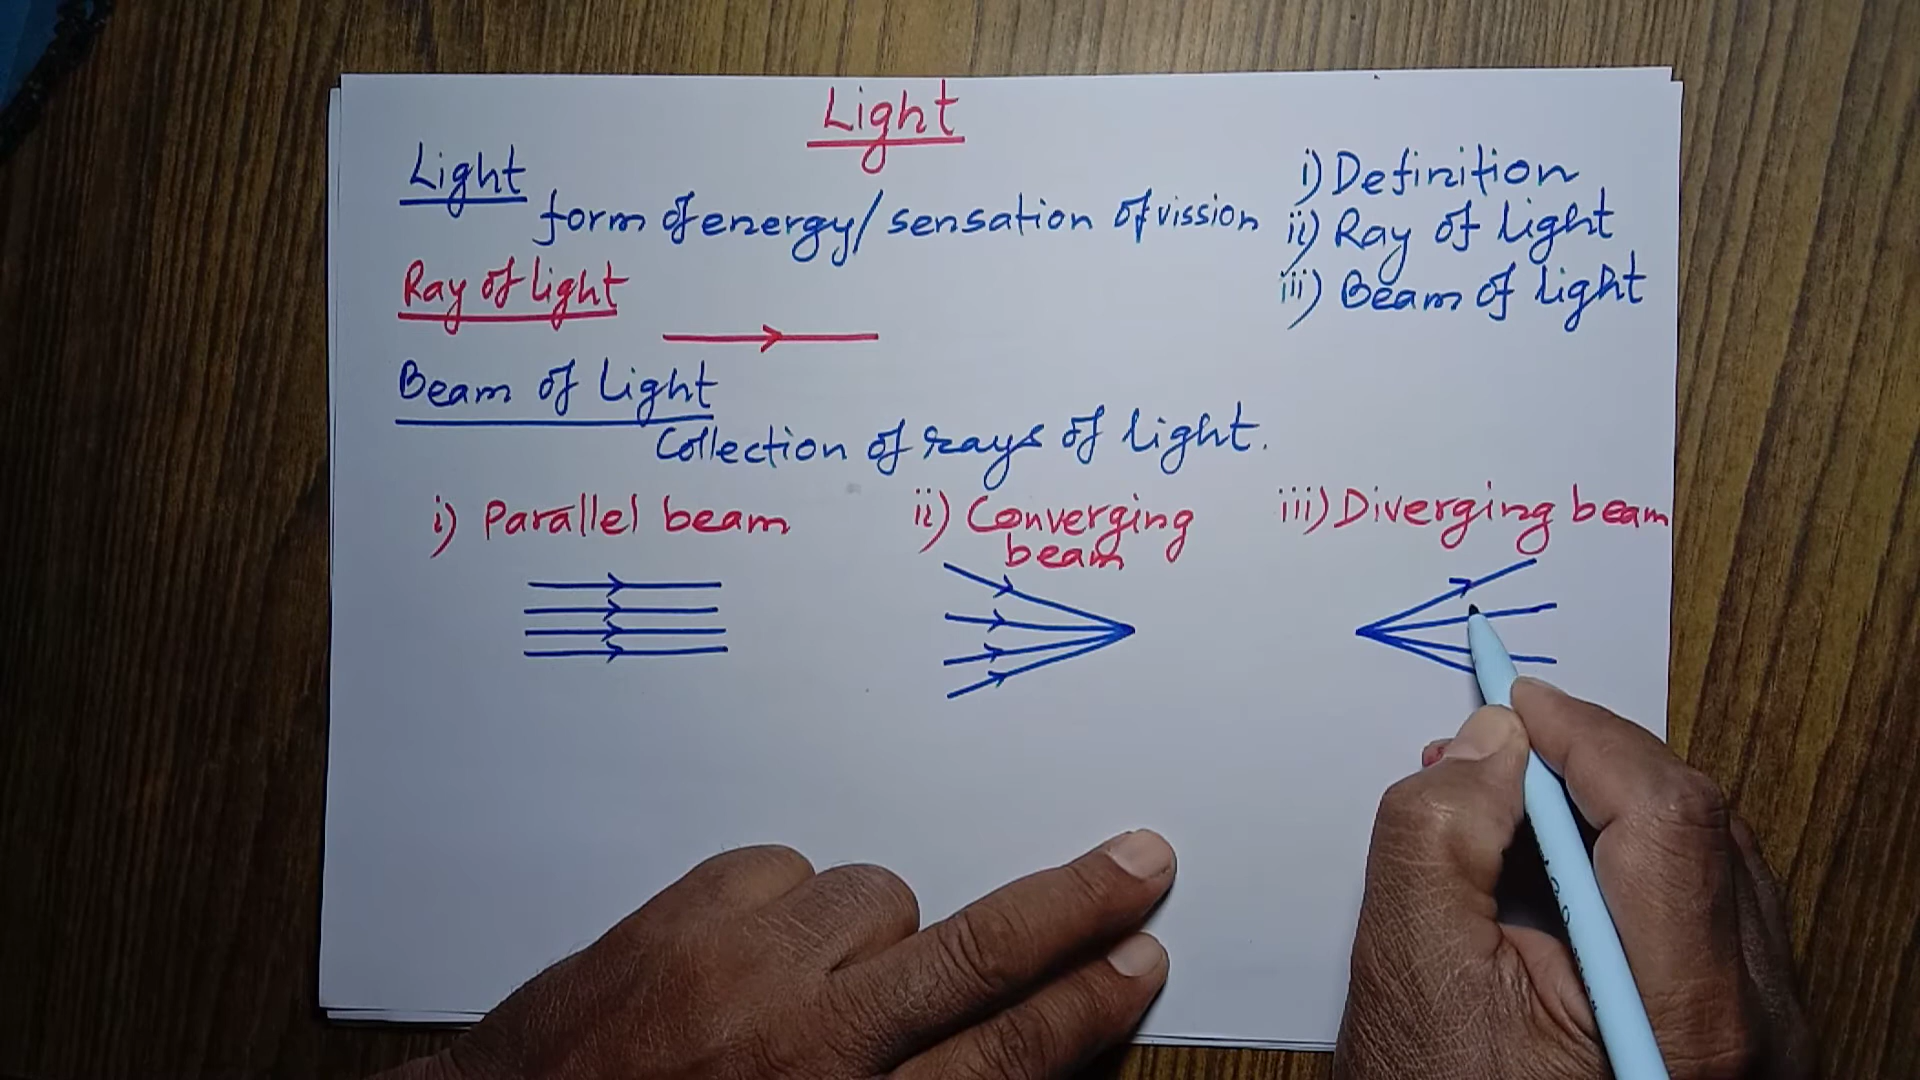 Light
Light
form of energy/ sensation of vission
i) Definition
ii) Ray of light
iii) Beam of light
Ray of light
Beam of Light
Collection of rays of light.
i) Parallel beam
ii) Converging
beam
iii) Diverging beam